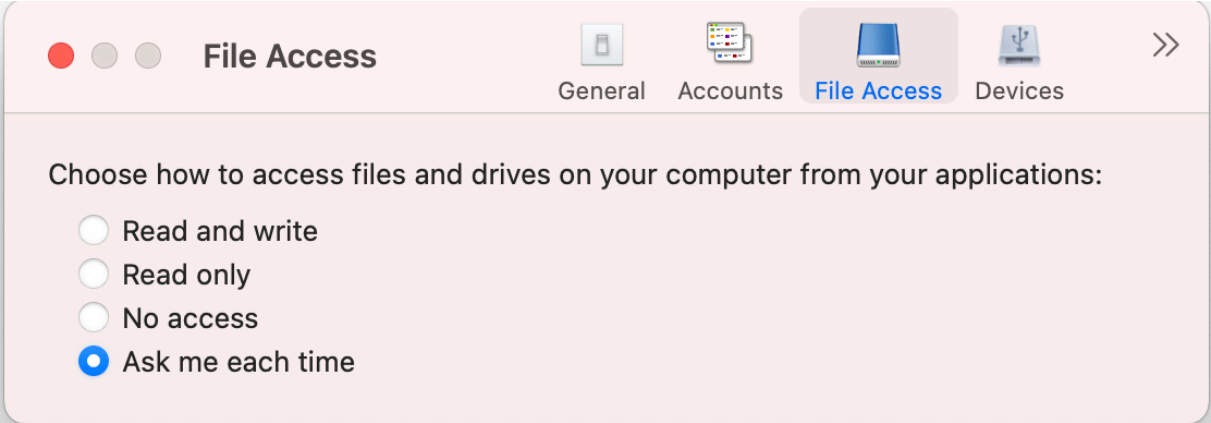 File Access
General
Accounts
File Access
Devices
Choose how to access files and drives on your computer from your applications:
Read and write
Read only
No access
Ask me each time